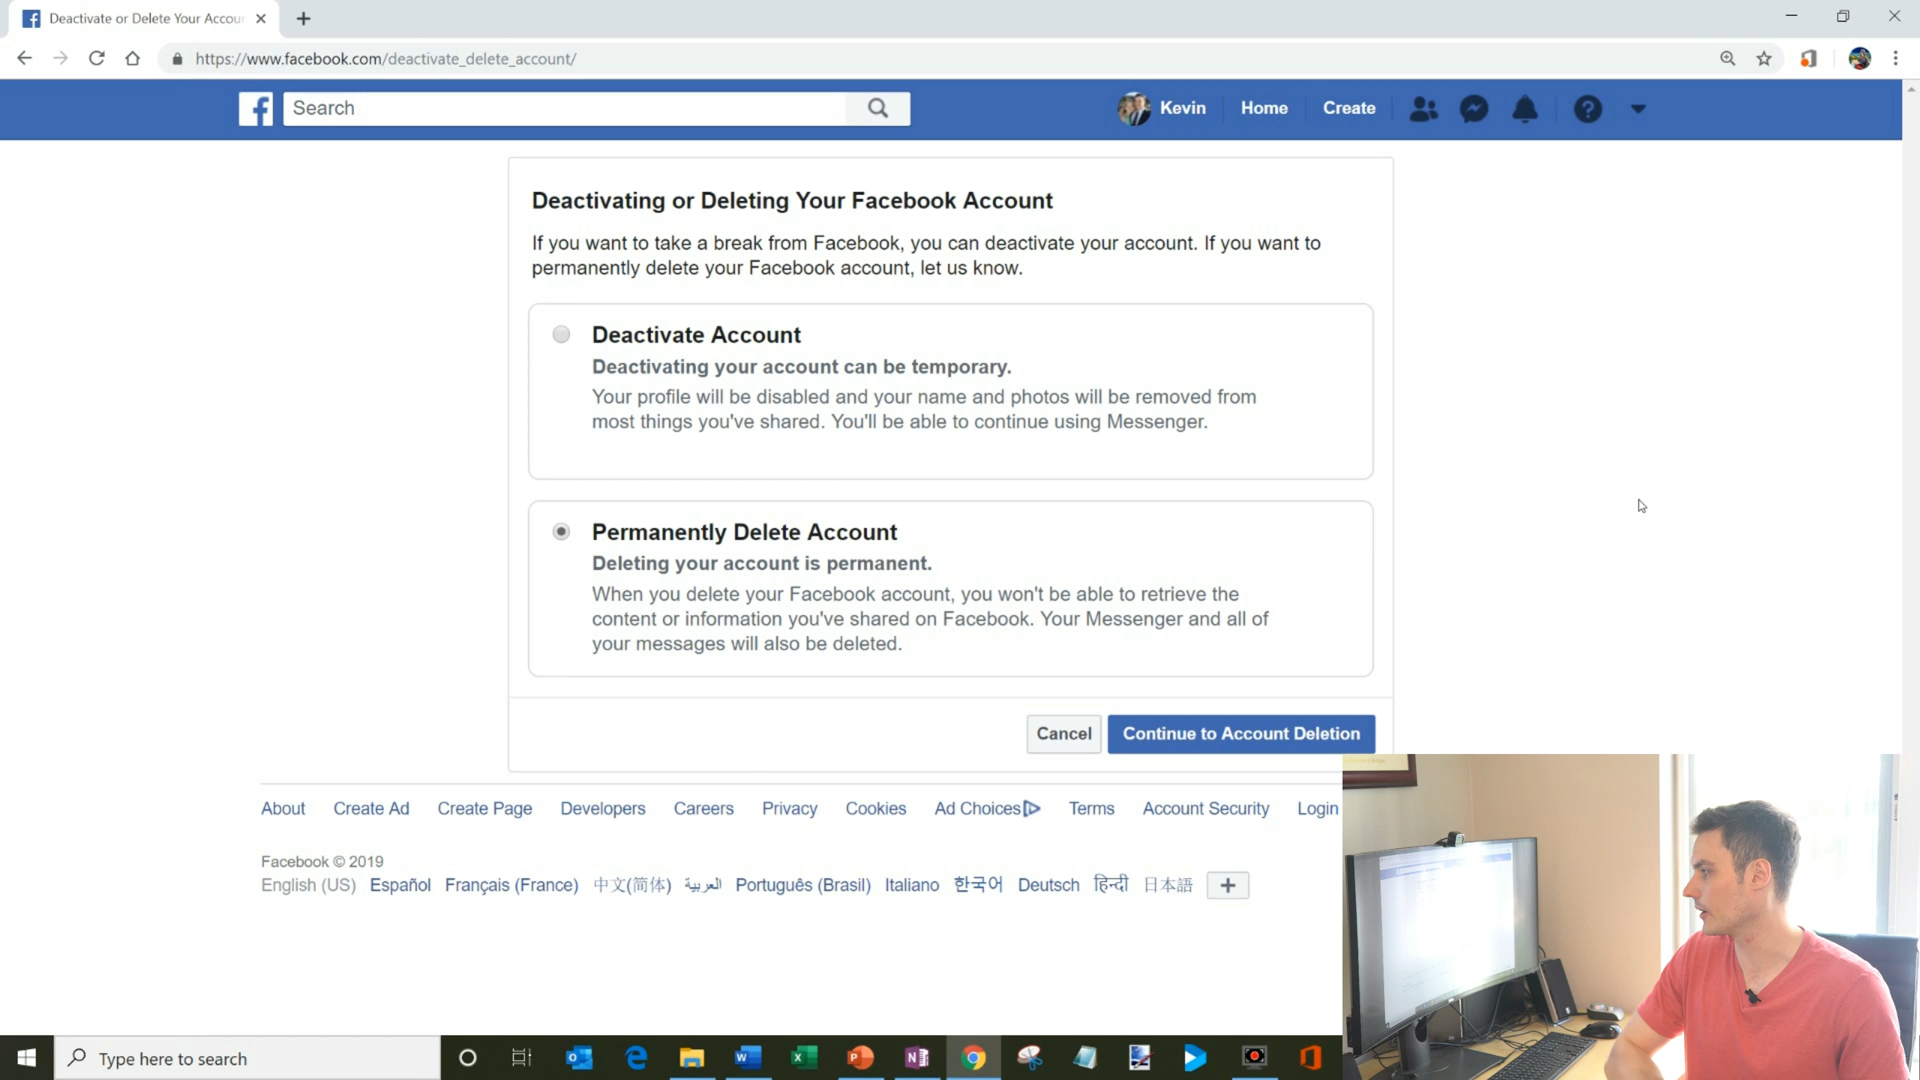 Deactivate or Delete Your Accou
https://www.facebook.com/deactivate_delete_account/
Search
Kevin
Home
Create
Deactivating or Deleting Your Facebook Account
If you want to take a break from Facebook, you can deactivate your account. If you want to
permanently delete your Facebook account, let us know.
Deactivate Account
Deactivating your account can be temporary.
Your profile will be disabled and your name and photos will be removed from
most things you've shared. You'll be able to continue using Messenger.
Permanently Delete Account
Deleting your account is permanent.
When you delete your Facebook account, you won't be able to retrieve the
content or information you've shared on Facebook. Your Messenger and all of
your messages will also be deleted.
Cancel
Continue to Account Deletion
About Create Ad Create Page Developers Careers Privacy Cookies Ad Choices Terms Account Security Login
Facebook © 2019
English (US) Español Français (France) 中文(简体) العربية Português (Brasil) Italiano 한국어 Deutsch हिन्दी 日本語
Type here to search